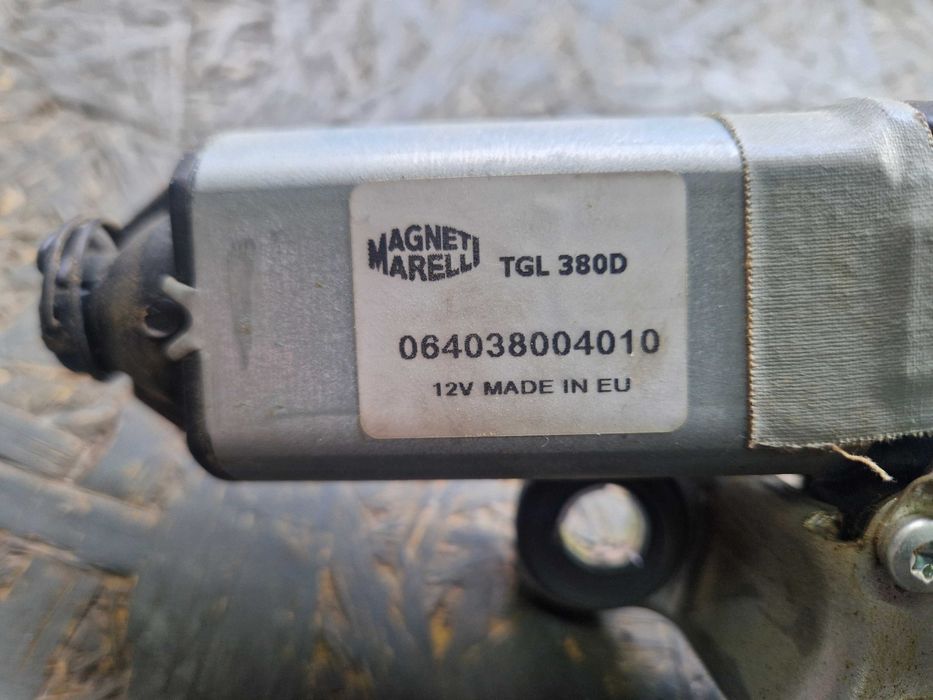 MAGNETI
MARELLI
TGL 380D
064038004010
12V MADE IN EU